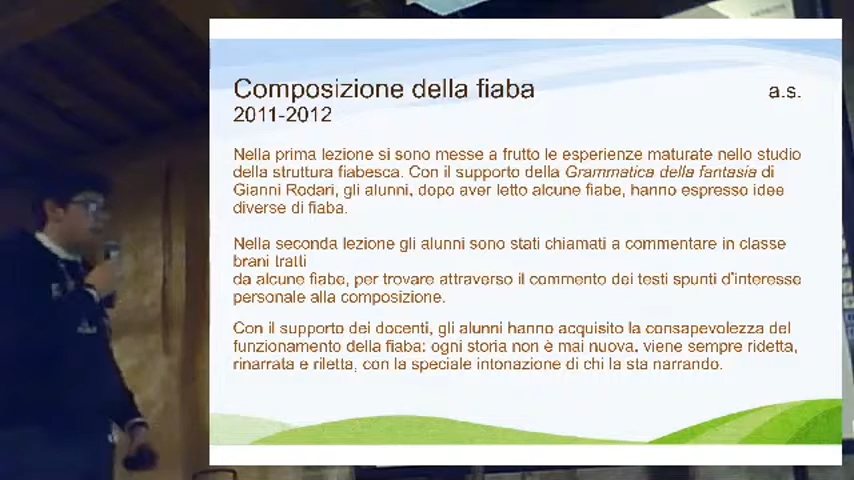 Composizione della fiaba a.s.
2011-2012
Nella prima lezione si sono messe a frutto le esperienze maturate nello studio
della struttura fiabesca. Con il supporto della Grammatica della fantasia di
Gianni Rodari, gli alunni, dopo aver letto alcune fiabe, hanno espresso idee
diverse di fiaba.
Nella seconda lezione gli alunni sono stati chiamati a commentare in classe
brani tratti
da alcune fiabe, per trovare attraverso il commento dei testi spunti d'interesse
personale alla composizione.
Con il supporto dei docenti, gli alunni hanno acquisito la consapevolezza del
funzionamento della fiaba: ogni storia non è mai nuova, viene sempre ridetta,
rinarrata e riletta, con la speciale intonazione di chi la sta narrando.